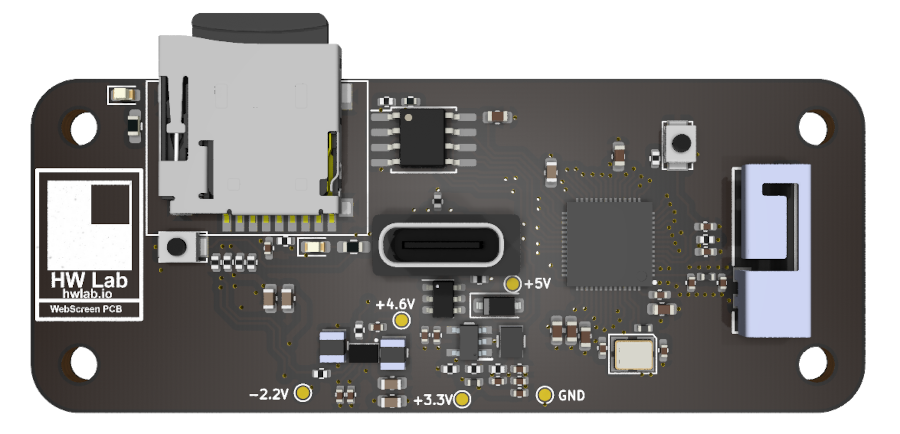 HW Lab
hwlab.io
WebScreen PCB
+5V
+4.6V
-2.2V
+3.3V
GND